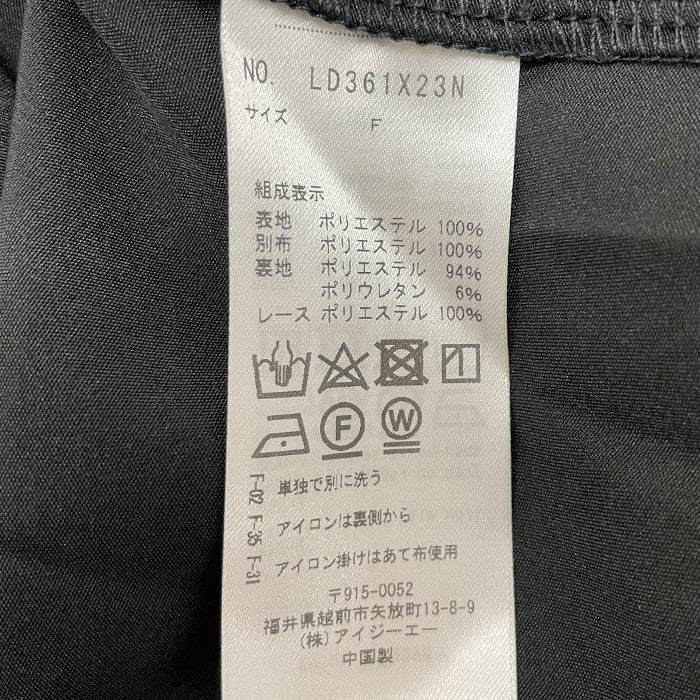 NO. LD361X23N
サイズ F
組成表示
表地 ポリエステル 100%
別布 ポリエステル 100%
裏地 ポリエステル 94%
ポリウレタン 6%
レース ポリエステル 100%
F W
F-02 単独で別に洗う
F-35 アイロンは裏側から
F-31 アイロン掛けはあて布使用
〒915-0052
福井県越前市矢放町13-8-9
(株)アイジーエー
中国製